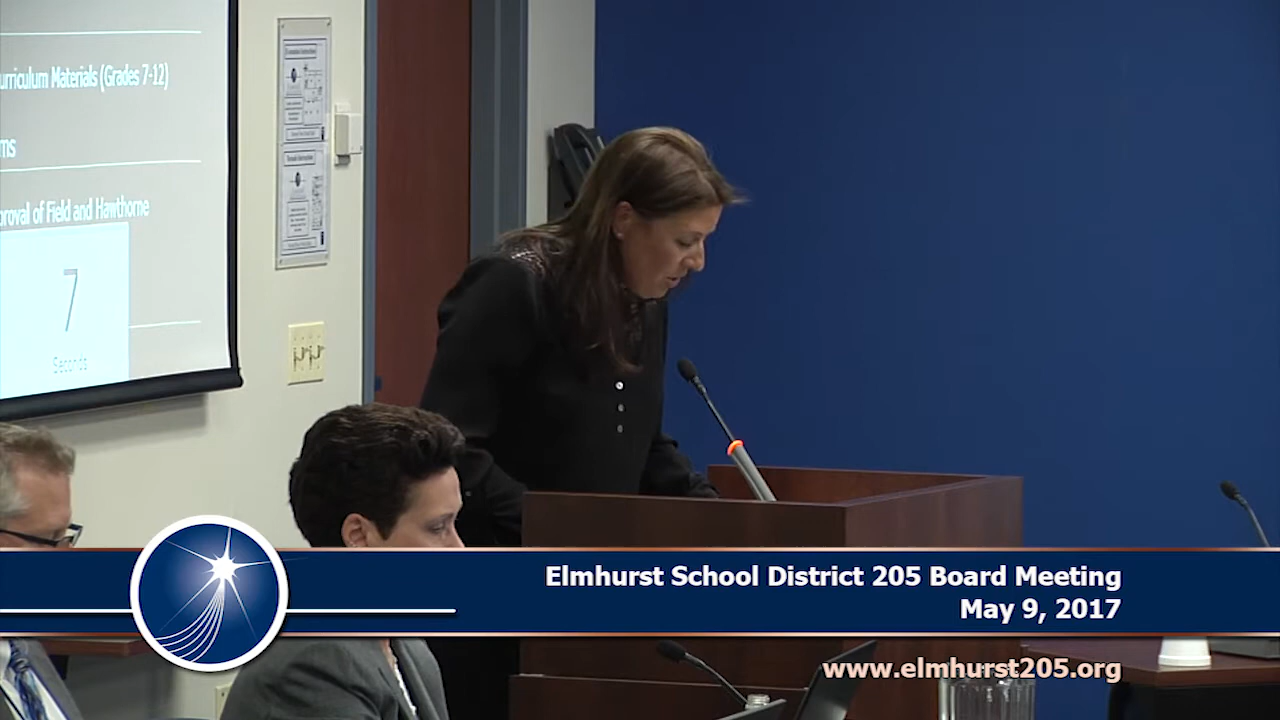 urriculum Materials (Grades 7-12)
ms
proval of Field and Hawthorne
7
Seconds
Elmhurst School District 205 Board Meeting
May 9, 2017
www.elmhurst205.org